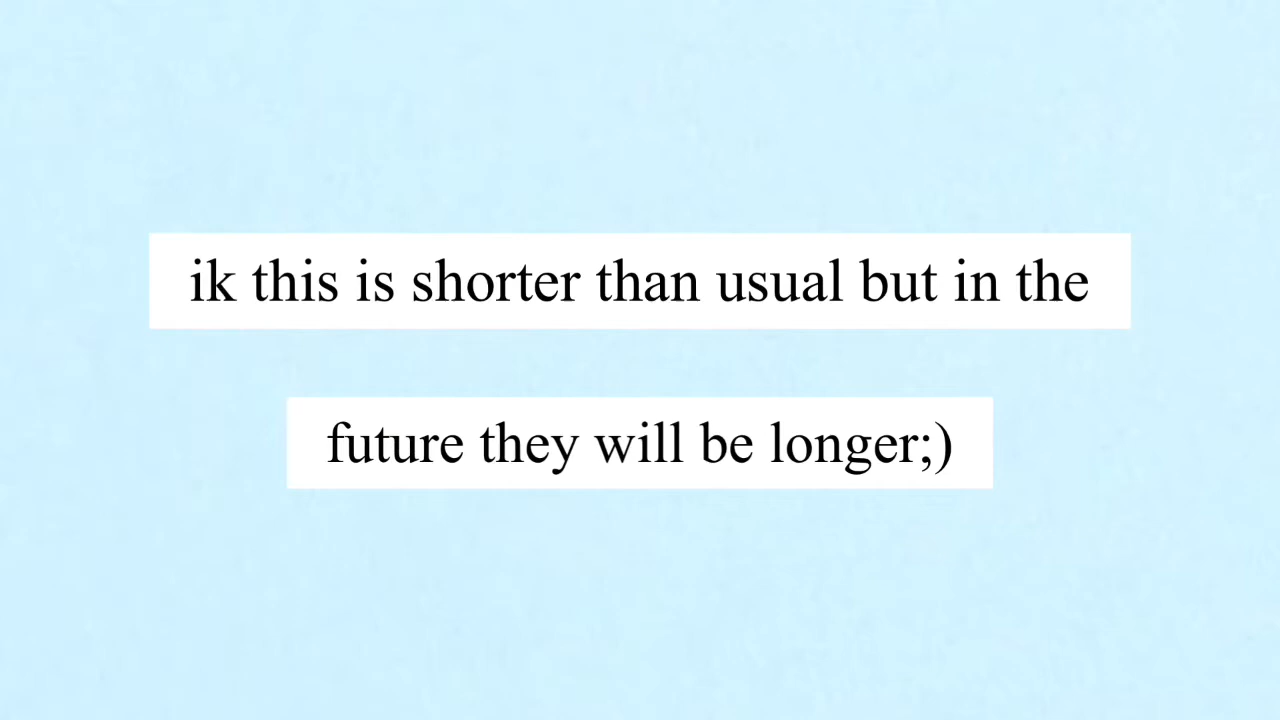 ik this is shorter than usual but in the
future they will be longer;)